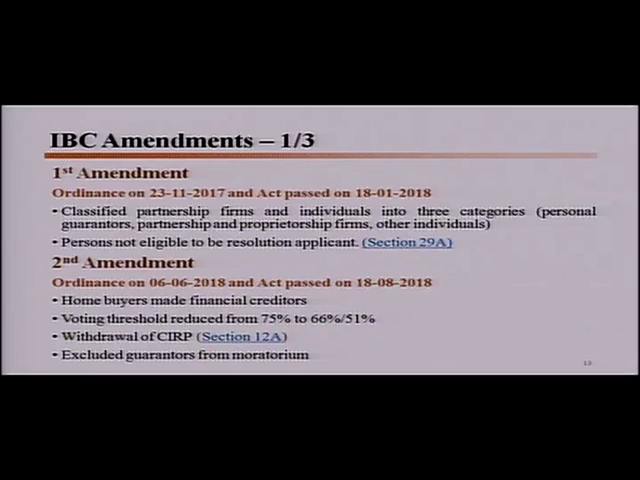 IBC Amendments – 1/3
1st Amendment
Ordinance on 23-11-2017 and Act passed on 18-01-2018
• Classified partnership firms and individuals into three categories (personal
guarantors, partnership and proprietorship firms, other individuals)
• Persons not eligible to be resolution applicant. (Section 29A)
2nd Amendment
Ordinance on 06-06-2018 and Act passed on 18-08-2018
• Home buyers made financial creditors
• Voting threshold reduced from 75% to 66%/51%
• Withdrawal of CIRP (Section 12A)
• Excluded guarantors from moratorium